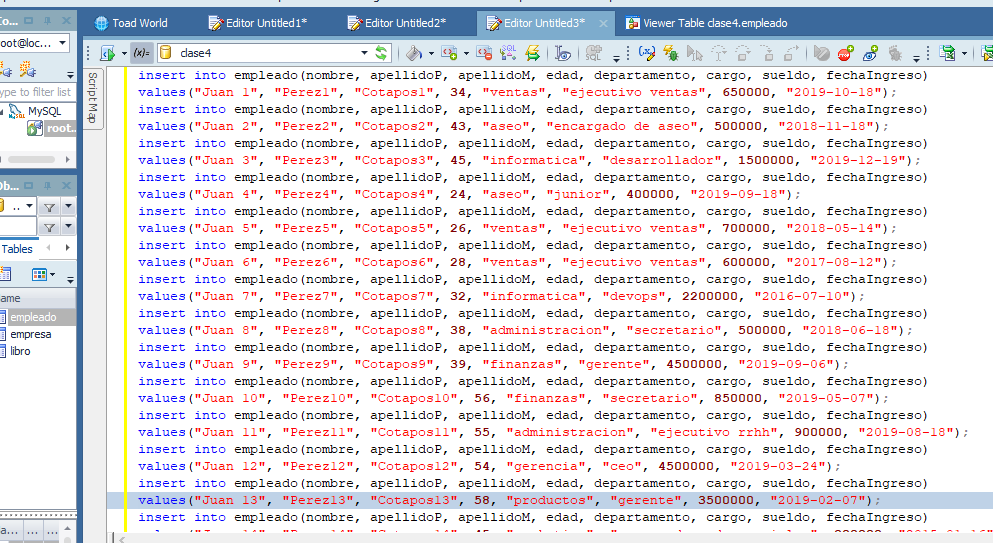 Co...
Toad World
Editor Untitled1*
Editor Untitled2*
Editor Untitled3*
Viewer Table clase4.empleado
root@loc...
(x)=
clase4
SQL
type to filter list
MySQL
root..
Ob...
..
Tables
name
empleado
empresa
libro
Script Map
insert into empleado(nombre, apellidoP, apellidoM, edad, departamento, cargo, sueldo, fechaIngreso)
values("Juan 1", "Perez1", "Cotapos1", 34, "ventas", "ejecutivo ventas", 650000, "2019-10-18");
insert into empleado(nombre, apellidoP, apellidoM, edad, departamento, cargo, sueldo, fechaIngreso)
values("Juan 2", "Perez2", "Cotapos2", 43, "aseo", "encargado de aseo", 500000, "2018-11-18");
insert into empleado(nombre, apellidoP, apellidoM, edad, departamento, cargo, sueldo, fechaIngreso)
values("Juan 3", "Perez3", "Cotapos3", 45, "informatica", "desarrollador", 1500000, "2019-12-19");
insert into empleado(nombre, apellidoP, apellidoM, edad, departamento, cargo, sueldo, fechaIngreso)
values("Juan 4", "Perez4", "Cotapos4", 24, "aseo", "junior", 400000, "2019-09-18");
insert into empleado(nombre, apellidoP, apellidoM, edad, departamento, cargo, sueldo, fechaIngreso)
values("Juan 5", "Perez5", "Cotapos5", 26, "ventas", "ejecutivo ventas", 700000, "2018-05-14");
insert into empleado(nombre, apellidoP, apellidoM, edad, departamento, cargo, sueldo, fechaIngreso)
values("Juan 6", "Perez6", "Cotapos6", 28, "ventas", "ejecutivo ventas", 600000, "2017-08-12");
insert into empleado(nombre, apellidoP, apellidoM, edad, departamento, cargo, sueldo, fechaIngreso)
values("Juan 7", "Perez7", "Cotapos7", 32, "informatica", "devops", 2200000, "2016-07-10");
insert into empleado(nombre, apellidoP, apellidoM, edad, departamento, cargo, sueldo, fechaIngreso)
values("Juan 8", "Perez8", "Cotapos8", 38, "administracion", "secretario", 500000, "2018-06-18");
insert into empleado(nombre, apellidoP, apellidoM, edad, departamento, cargo, sueldo, fechaIngreso)
values("Juan 9", "Perez9", "Cotapos9", 39, "finanzas", "gerente", 4500000, "2019-09-06");
insert into empleado(nombre, apellidoP, apellidoM, edad, departamento, cargo, sueldo, fechaIngreso)
values("Juan 10", "Perez10", "Cotapos10", 56, "finanzas", "secretario", 850000, "2019-05-07");
insert into empleado(nombre, apellidoP, apellidoM, edad, departamento, cargo, sueldo, fechaIngreso)
values("Juan 11", "Perez11", "Cotapos11", 55, "administracion", "ejecutivo rrhh", 900000, "2019-08-18");
insert into empleado(nombre, apellidoP, apellidoM, edad, departamento, cargo, sueldo, fechaIngreso)
values("Juan 12", "Perez12", "Cotapos12", 54, "gerencia", "ceo", 4500000, "2019-03-24");
insert into empleado(nombre, apellidoP, apellidoM, edad, departamento, cargo, sueldo, fechaIngreso)
values("Juan 13", "Perez13", "Cotapos13", 58, "productos", "gerente", 3500000, "2019-02-07");
insert into empleado(nombre, apellidoP, apellidoM, edad, departamento, cargo, sueldo, fechaIngreso)